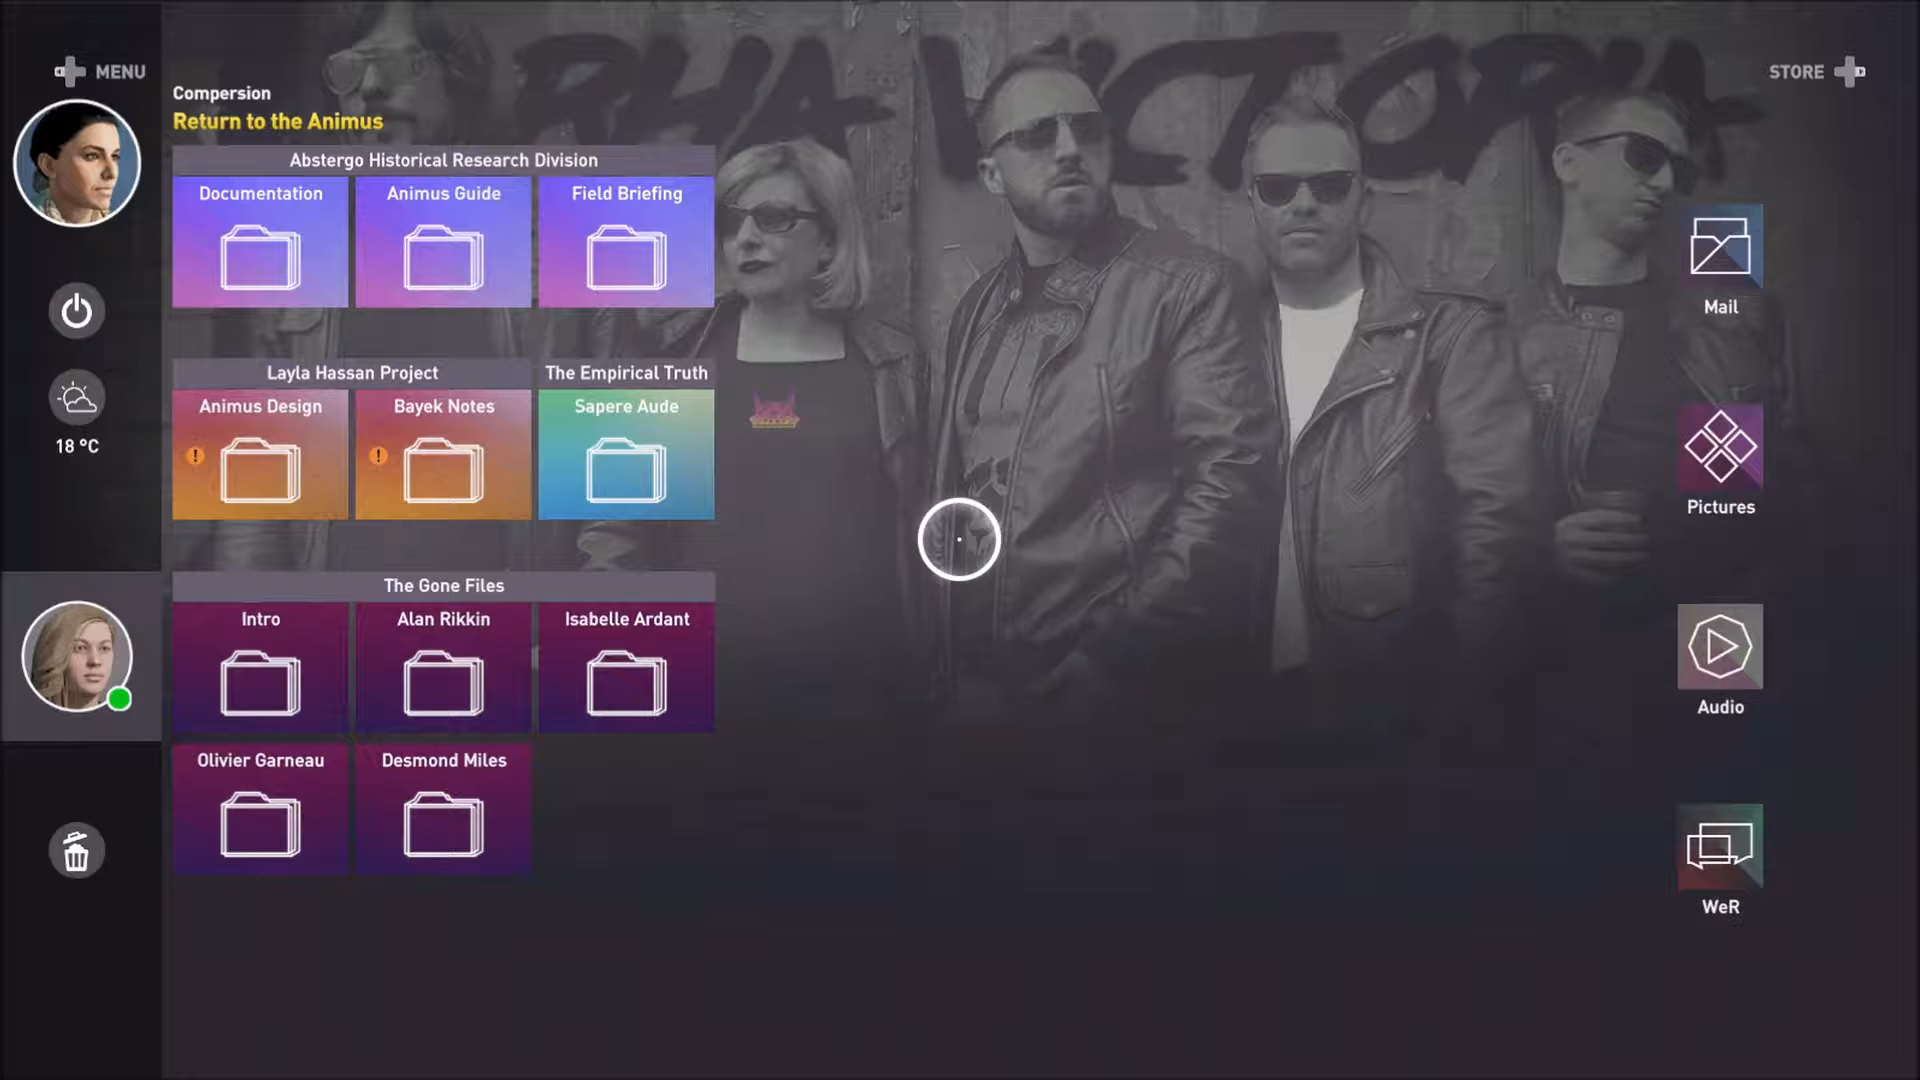 MENU
STORE
Compersion
Return to the Animus
Abstergo Historical Research Division
Documentation
Animus Guide
Field Briefing
Layla Hassan Project
The Empirical Truth
Animus Design
Bayek Notes
Sapere Aude
!
!
18 °C
The Gone Files
Intro
Alan Rikkin
Isabelle Ardant
Olivier Garneau
Desmond Miles
Mail
Pictures
Audio
WeR